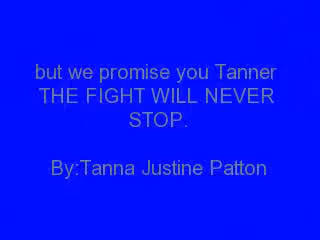 but we promise you Tanner
THE FIGHT WILL NEVER
STOP.
By:Tanna Justine Patton